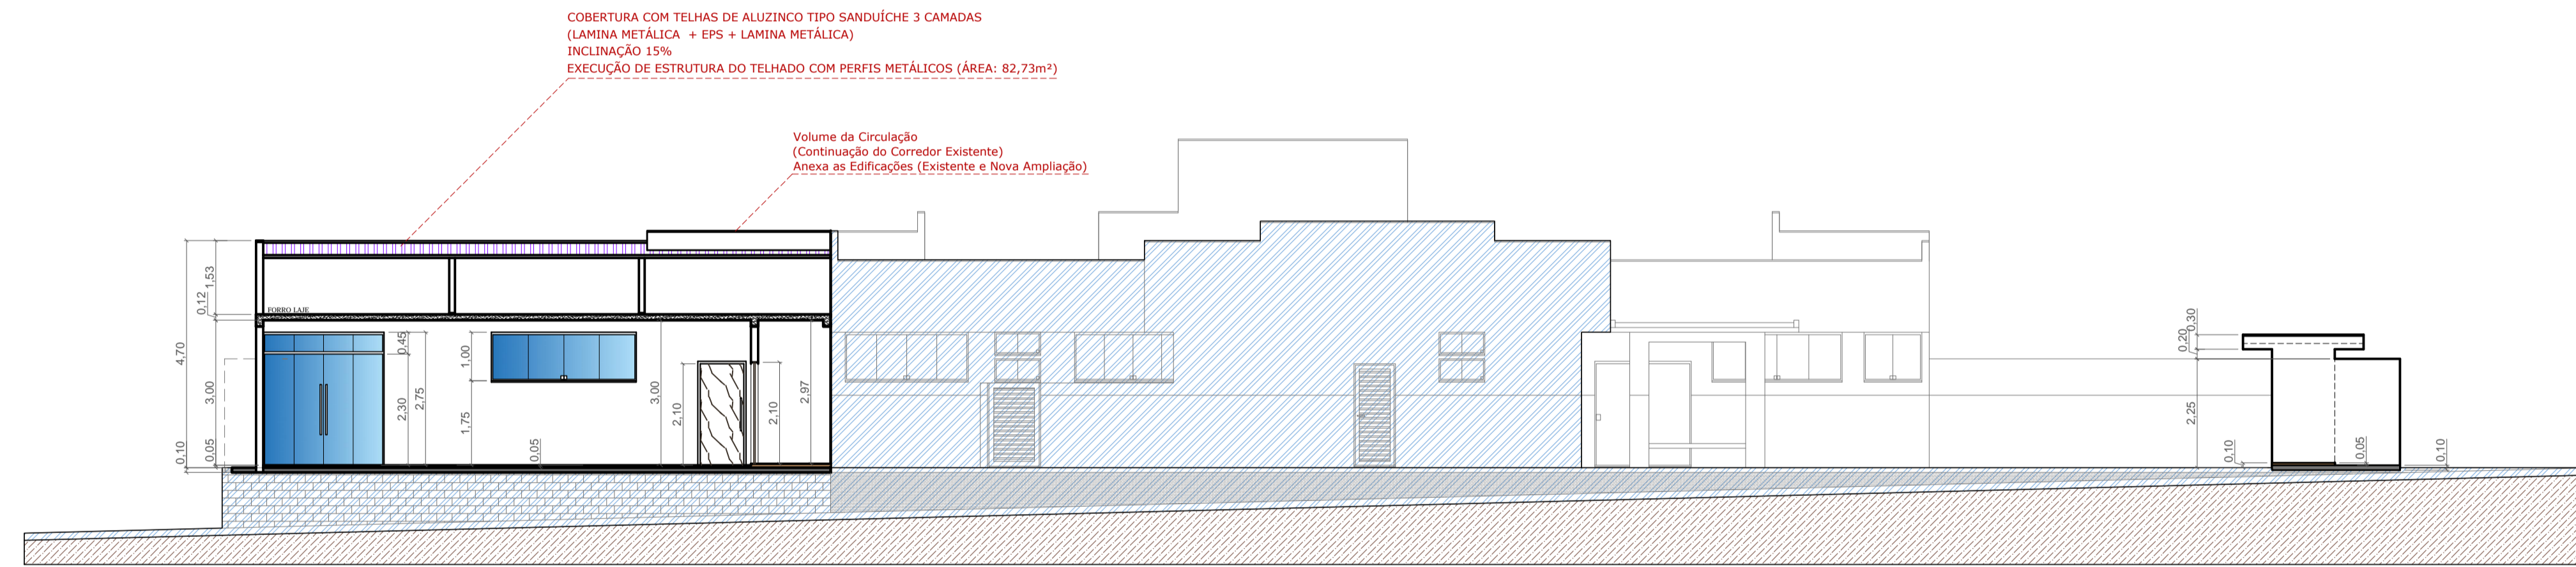 COBERTURA COM TELHAS DE ALUZINCO TIPO SANDUÍCHE 3 CAMADAS
(LAMINA METÁLICA + EPS + LAMINA METÁLICA)
INCLINAÇÃO 15%
EXECUÇÃO DE ESTRUTURA DO TELHADO COM PERFIS METÁLICOS (ÁREA: 82,73m²)
Volume da Circulação
(Continuação do Corredor Existente)
Anexa as Edificações (Existente e Nova Ampliação)
FORRO LAJE
4,70
0,10
1,53
0,12
3,00
0,05
0,45
2,30
2,75
1,00
1,75
0,05
3,00
2,10
2,10
2,97
0,30
0,20
2,25
0,10
0,05
0,10